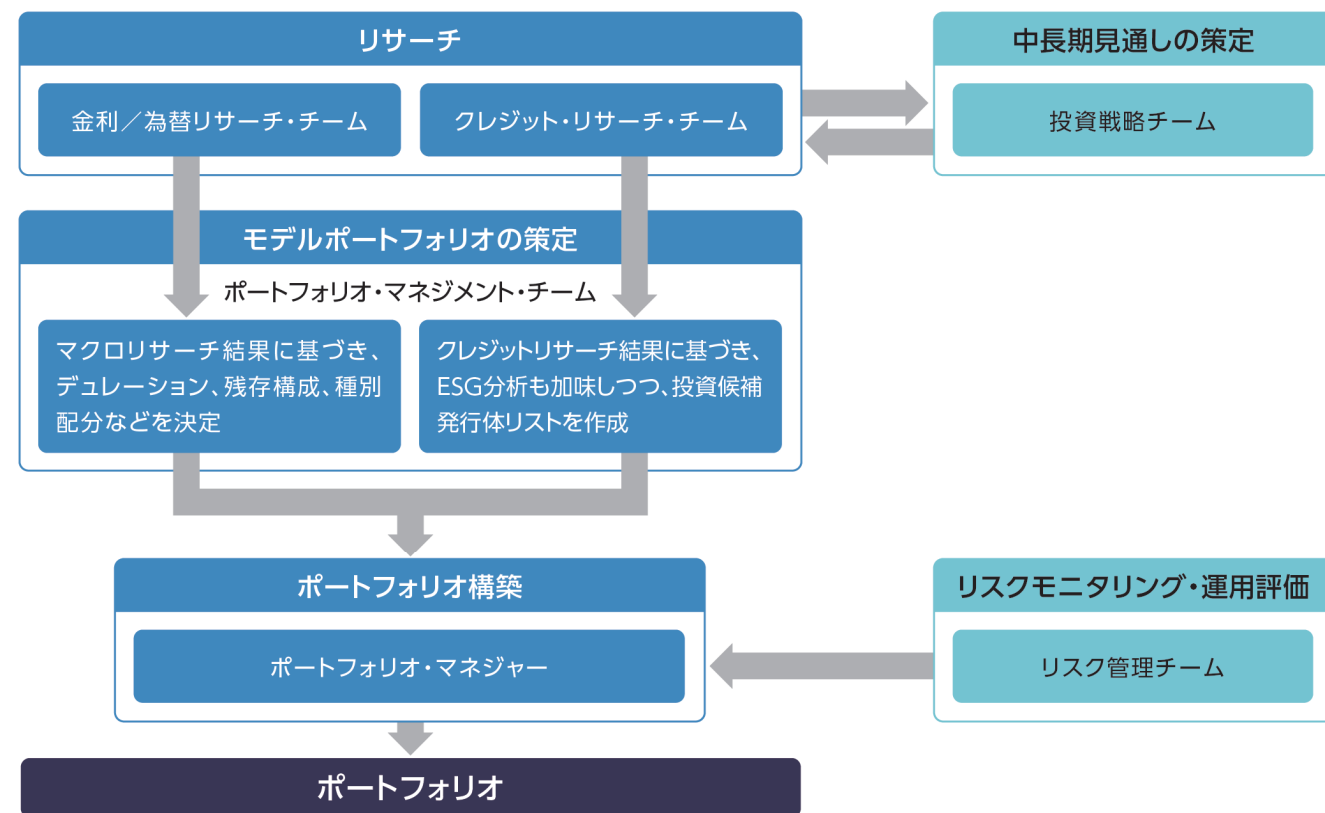 リサーチ
金利／為替リサーチ・チーム
クレジット・リサーチ・チーム
中長期見通しの策定
投資戦略チーム
モデルポートフォリオの策定
ポートフォリオ・マネジメント・チーム
マクロリサーチ結果に基づき、
デュレーション、残存構成、種別
配分などを決定
クレジットリサーチ結果に基づき、
ESG分析も加味しつつ、投資候補
発行体リストを作成
ポートフォリオ構築
ポートフォリオ・マネジャー
リスクモニタリング・運用評価
リスク管理チーム
ポートフォリオ